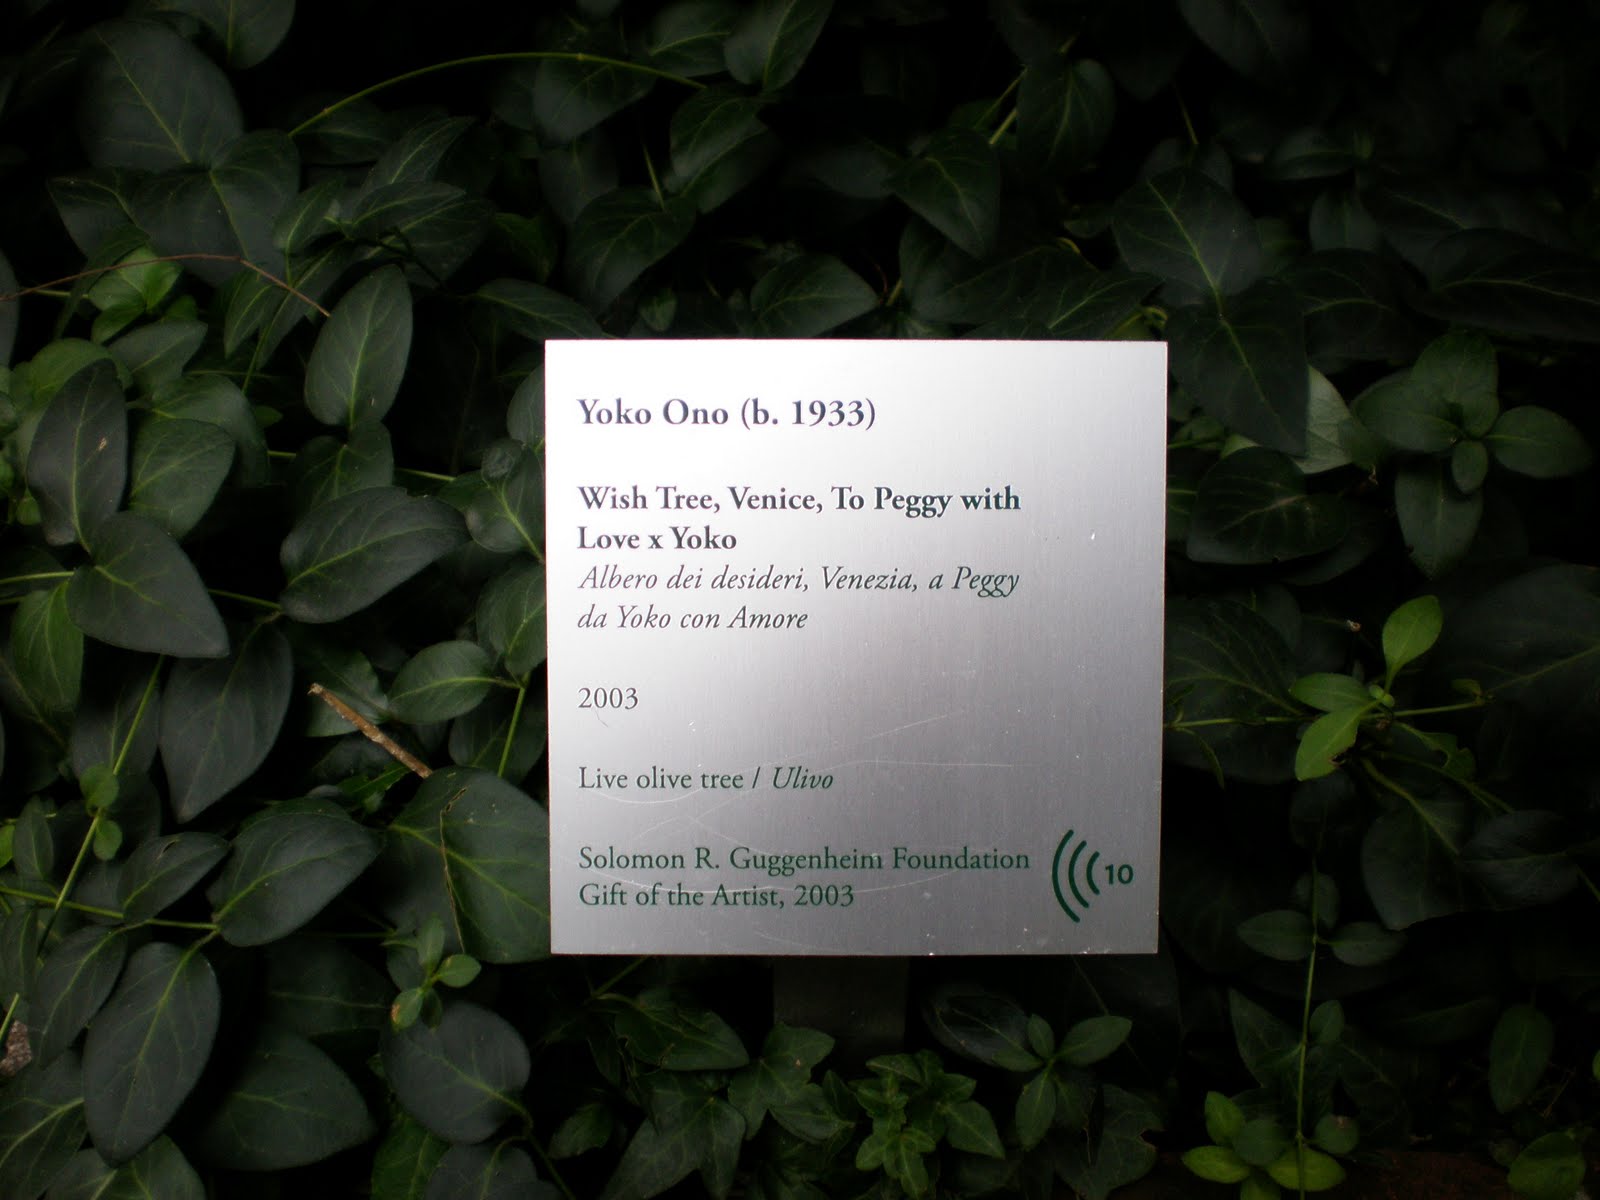 Yoko Ono (b. 1933)
Wish Tree, Venice, To Peggy with
Love x Yoko
Albero dei desideri, Venezia, a Peggy
da Yoko con Amore
2003
Live olive tree / Ulivo
Solomon R. Guggenheim Foundation
Gift of the Artist, 2003
10